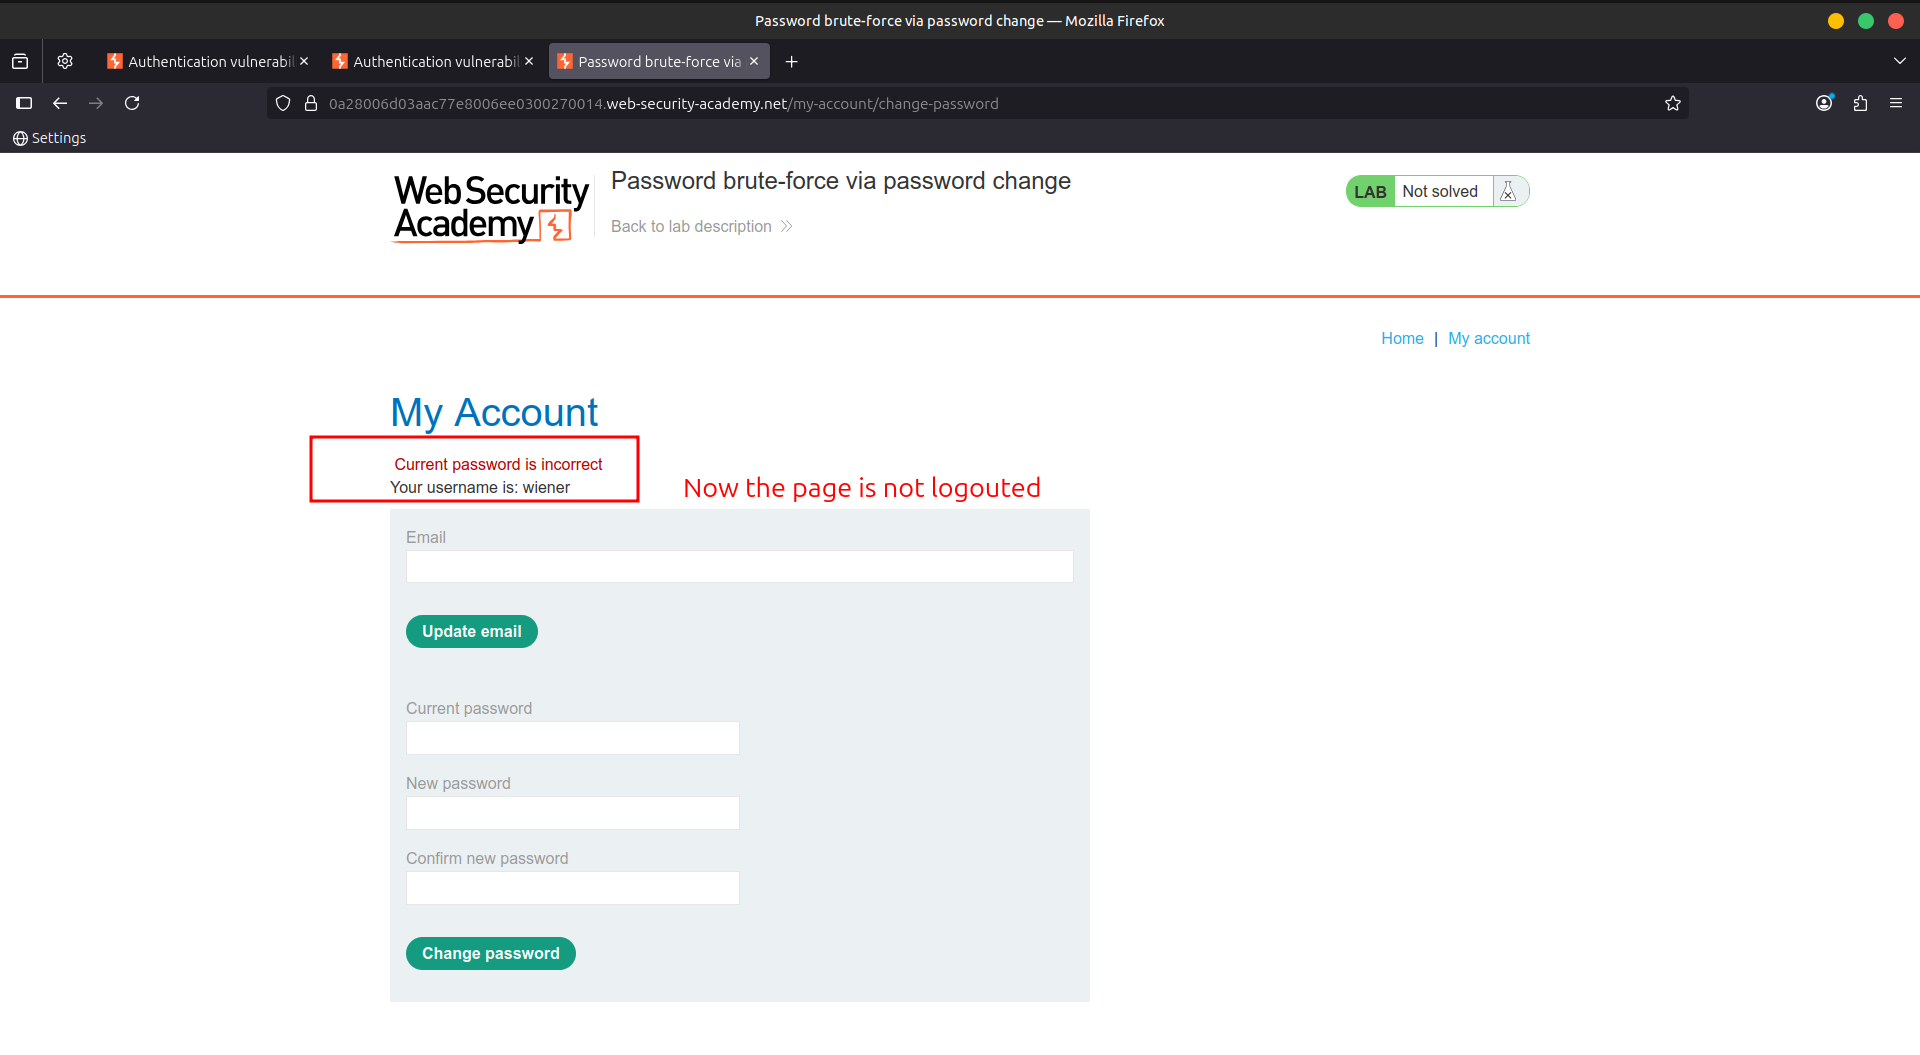 Password brute-force via password change — Mozilla Firefox
Authentication vulnerabil
Authentication vulnerabil
Password brute-force via
0a28006d03aac77e8006ee0300270014.web-security-academy.net/my-account/change-password
Settings
Web Security
Academy
Password brute-force via password change
Back to lab description
LAB Not solved
Home | My account
My Account
Current password is incorrect
Your username is: wiener
Now the page is not logouted
Email
Update email
Current password
New password
Confirm new password
Change password